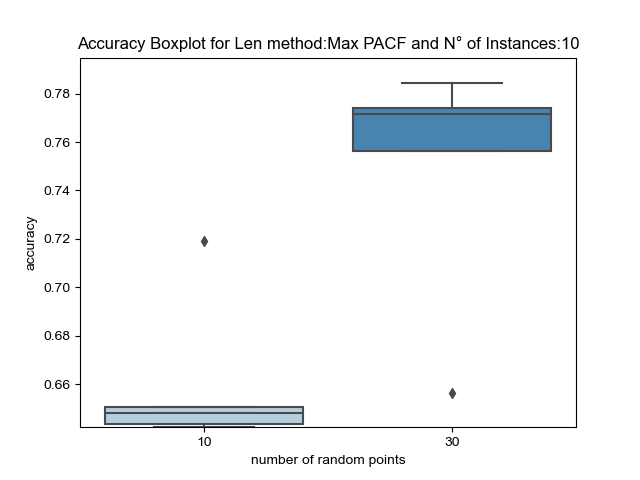 Accuracy Boxplot for Len method:Max PACF and N° of Instances:10
0.78
0.76
0.74
0.72
0.70
0.68
0.66
accuracy
10 30
number of random points